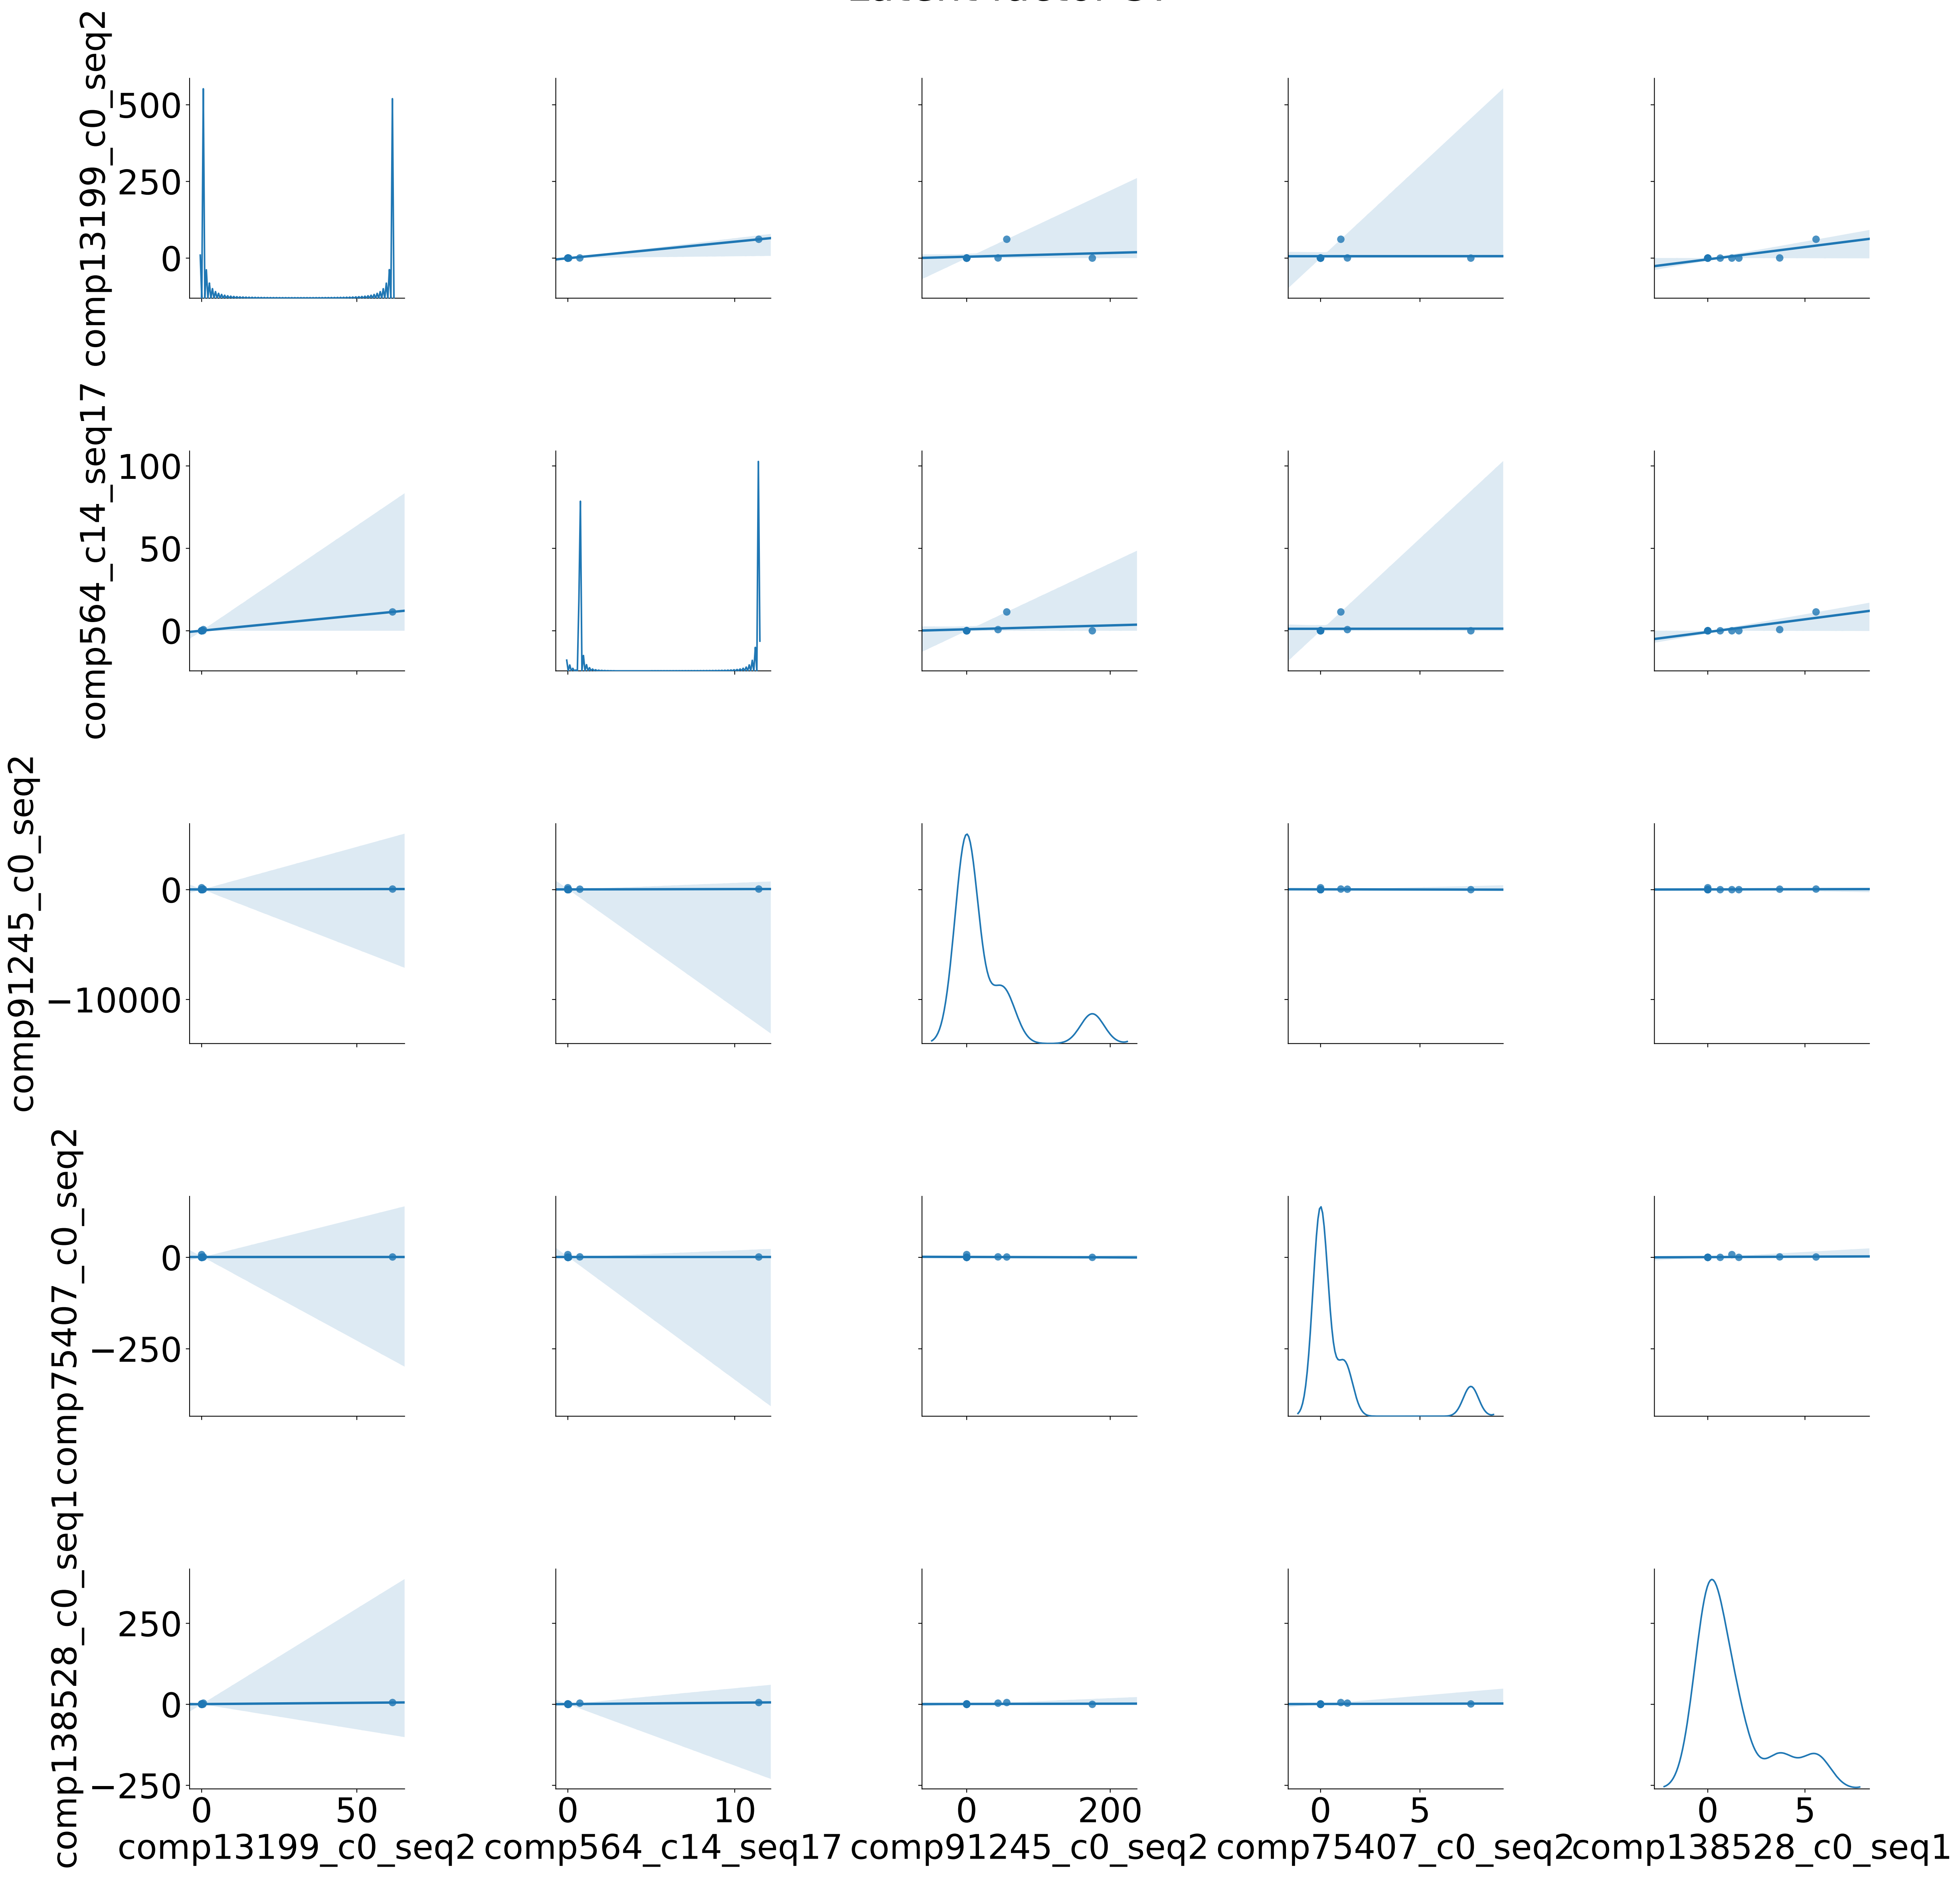 comp13199_c0_seq2
500
250
0
comp564_c14_seq17
100
50
0
comp91245_c0_seq2
0
−10000
comp75407_c0_seq2
0
−250
comp138528_c0_seq1
250
0
−250
0 50 0 10 0 200 0 5 0 5
comp13199_c0_seq2 comp564_c14_seq17 comp91245_c0_seq2 comp75407_c0_seq2 comp138528_c0_seq1